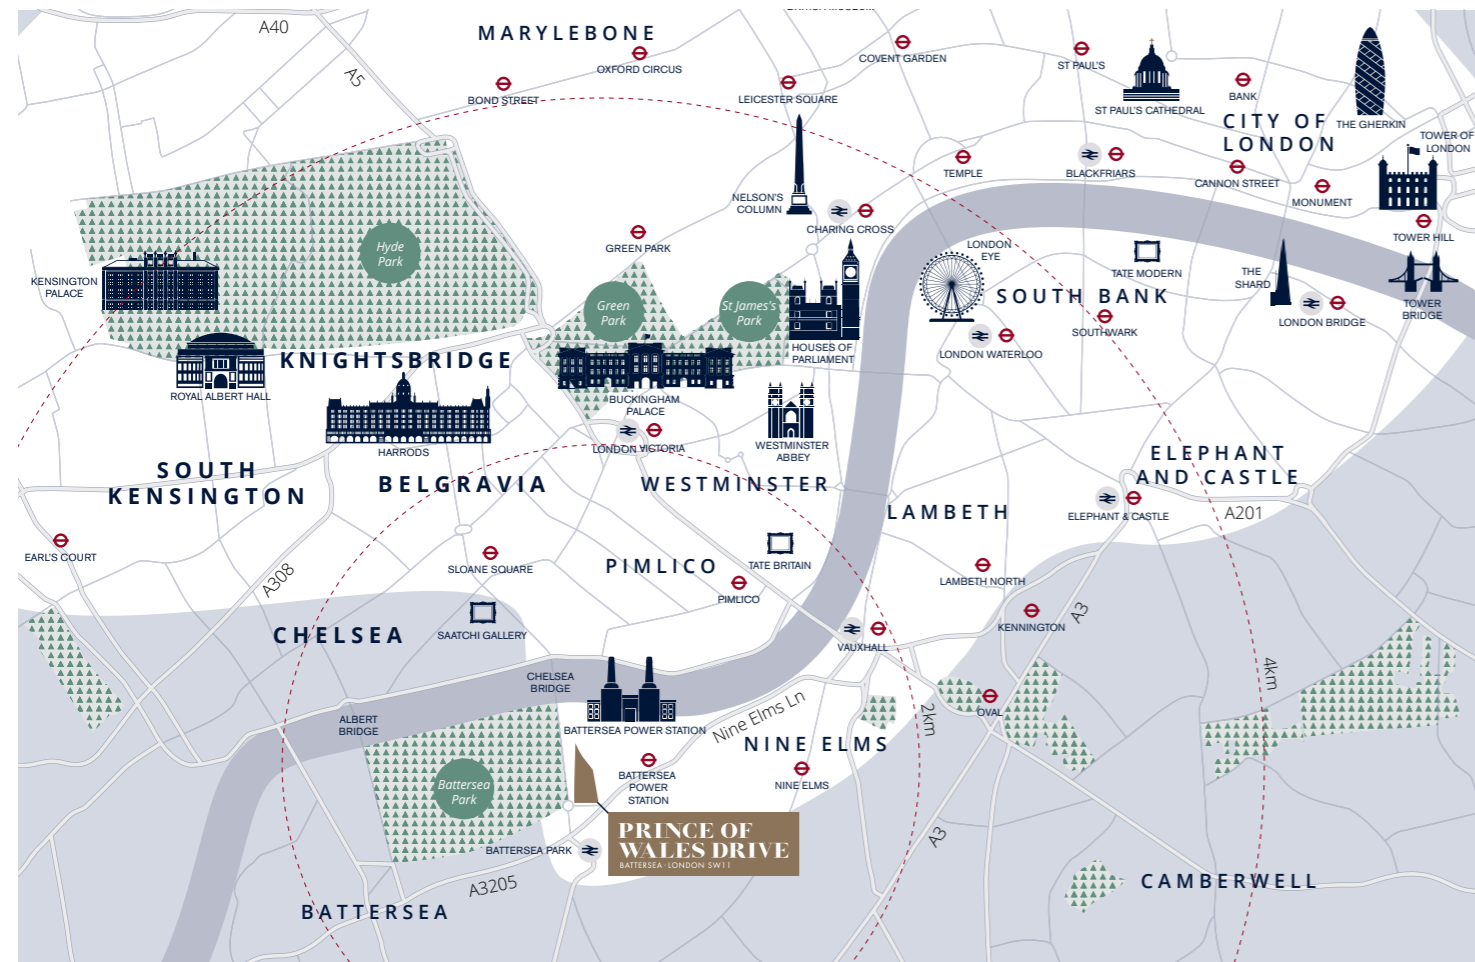 A40
MARYLEBONE
OXFORD CIRCUS
A5
BOND STREET
LEICESTER SQUARE
COVENT GARDEN
ST PAUL'S
ST PAUL'S CATHEDRAL
BANK
CITY OF
LONDON
THE GHERKIN
TOWER OF
LONDON
TEMPLE
BLACKFRIARS
CANNON STREET
MONUMENT
NELSON'S
COLUMN
CHARING CROSS
TOWER HILL
GREEN PARK
Hyde
Park
KENSINGTON
PALACE
Green
Park
St James's
Park
LONDON
EYE
TATE MODERN
THE
SHARD
SOUTH BANK
TOWER
BRIDGE
LONDON BRIDGE
SOUTHWARK
HOUSES OF
PARLIAMENT
LONDON WATERLOO
KNIGHTSBRIDGE
ROYAL ALBERT HALL
BUCKINGHAM
PALACE
HARRODS
LONDON VICTORIA
WESTMINSTER
ABBEY
SOUTH
KENSINGTON
BELGRAVIA
WESTMINSTER
ELEPHANT
AND CASTLE
LAMBETH
ELEPHANT & CASTLE
A201
EARL'S COURT
A308
SLOANE SQUARE
PIMLICO
TATE BRITAIN
PIMLICO
LAMBETH NORTH
CHELSEA
SAATCHI GALLERY
KENNINGTON
A3
VAUXHALL
CHELSEA
BRIDGE
4km
ALBERT
BRIDGE
BATTERSEA POWER STATION
Nine Elms Ln
2km
OVAL
NINE ELMS
BATTERSEA
POWER
STATION
NINE ELMS
Battersea
Park
PRINCE OF
WALES DRIVE
BATTERSEA · LONDON SW11
BATTERSEA PARK
A3
A3205
CAMBERWELL
BATTERSEA